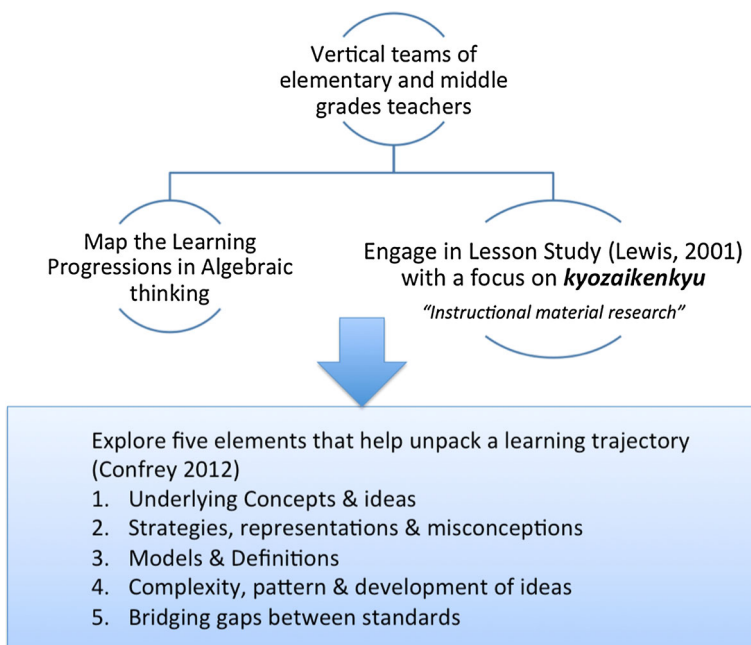 Vertical teams of
elementary and middle
grades teachers
Map the Learning
Progressions in Algebraic
thinking
Engage in Lesson Study (Lewis, 2001)
with a focus on kyozaikenkyu
“Instructional material research”
Explore five elements that help unpack a learning trajectory
(Confrey 2012)
1. Underlying Concepts & ideas
2. Strategies, representations & misconceptions
3. Models & Definitions
4. Complexity, pattern & development of ideas
5. Bridging gaps between standards